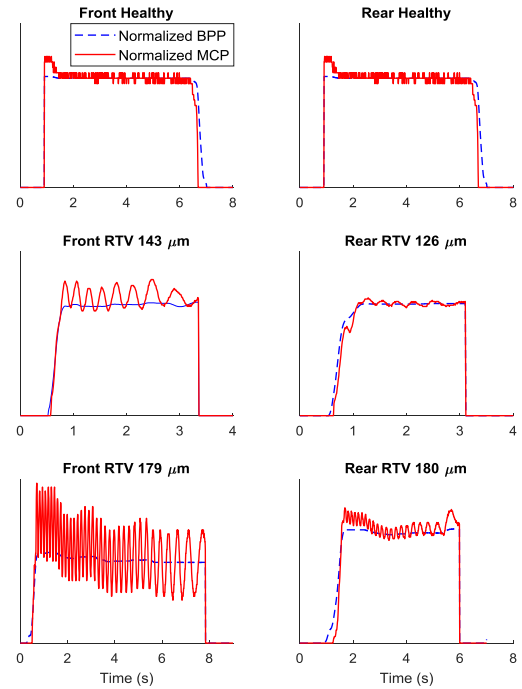 Front Healthy
Rear Healthy
Normalized BPP
Normalized MCP
0 2 4 6 8
0 2 4 6 8
Front RTV 143 μm
Rear RTV 126 μm
0 1 2 3 4
0 1 2 3 4
Front RTV 179 μm
Rear RTV 180 μm
0 2 4 6 8
0 2 4 6 8
Time (s)
Time (s)